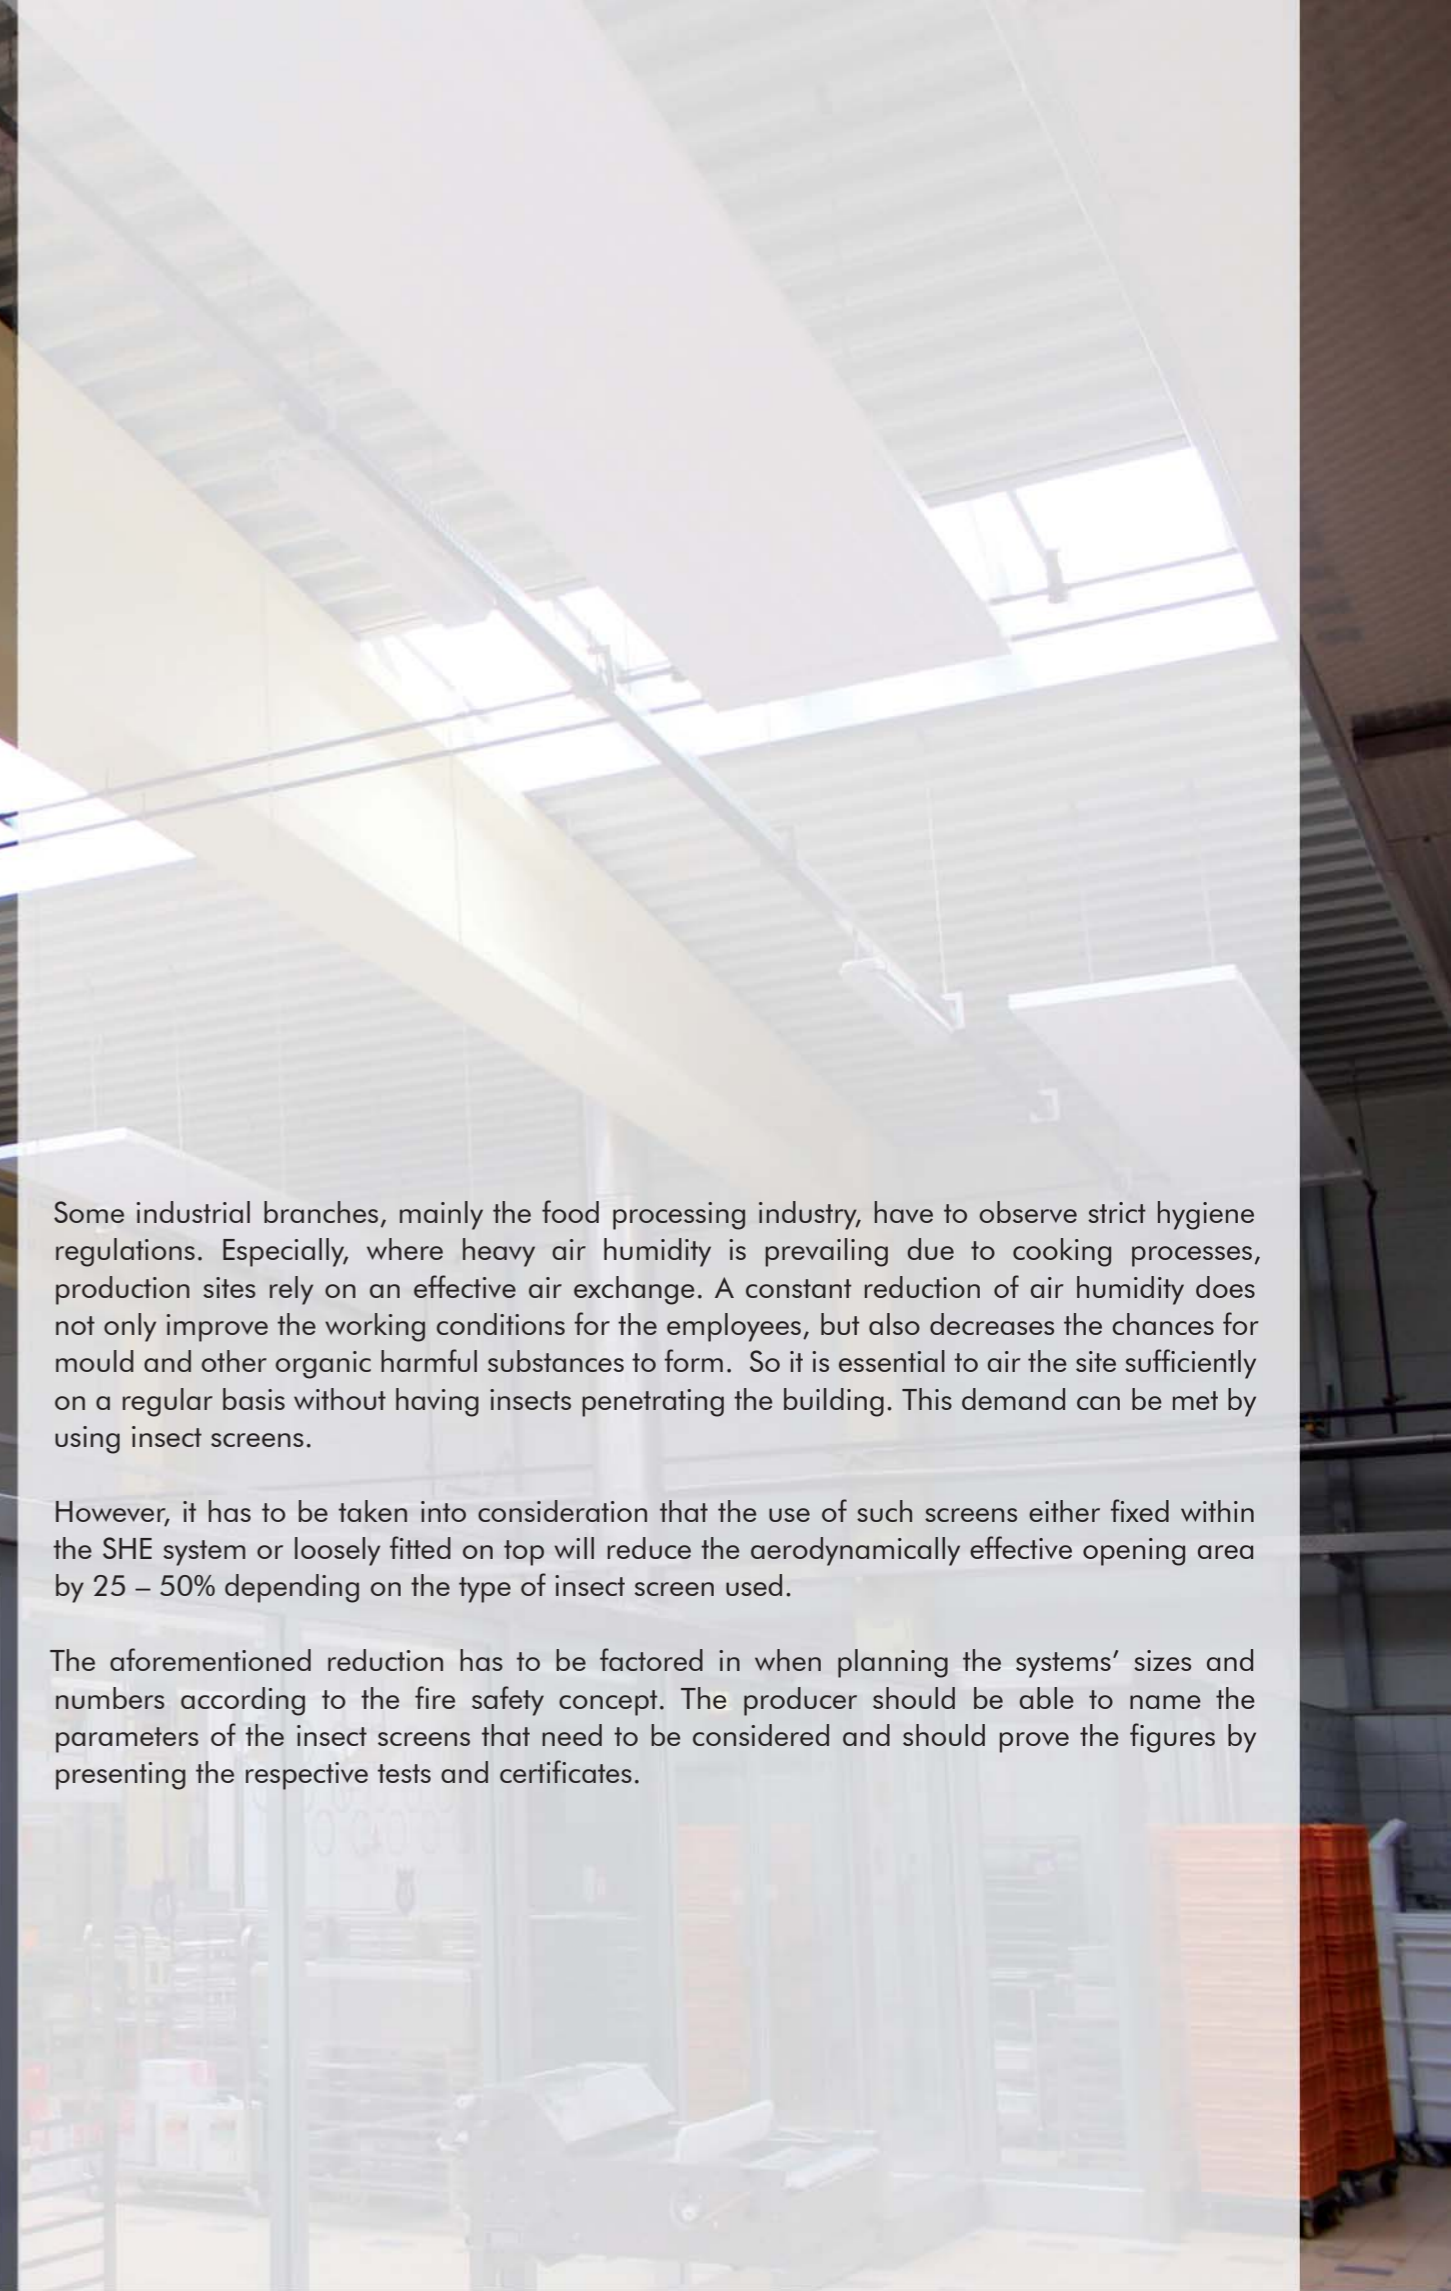 Some industrial branches, mainly the food processing industry, have to observe strict hygiene
regulations. Especially, where heavy air humidity is prevailing due to cooking processes,
production sites rely on an effective air exchange. A constant reduction of air humidity does
not only improve the working conditions for the employees, but also decreases the chances for
mould and other organic harmful substances to form.  So it is essential to air the site sufficiently
on a regular basis without having insects penetrating the building. This demand can be met by
using insect screens.
However, it has to be taken into consideration that the use of such screens either fixed within
the SHE system or loosely fitted on top will reduce the aerodynamically effective opening area
by 25 – 50% depending on the type of insect screen used.
The aforementioned reduction has to be factored in when planning the systems’ sizes and
numbers according to the fire safety concept. The producer should be able to name the
parameters of the insect screens that need to be considered and should prove the figures by
presenting the respective tests and certificates.